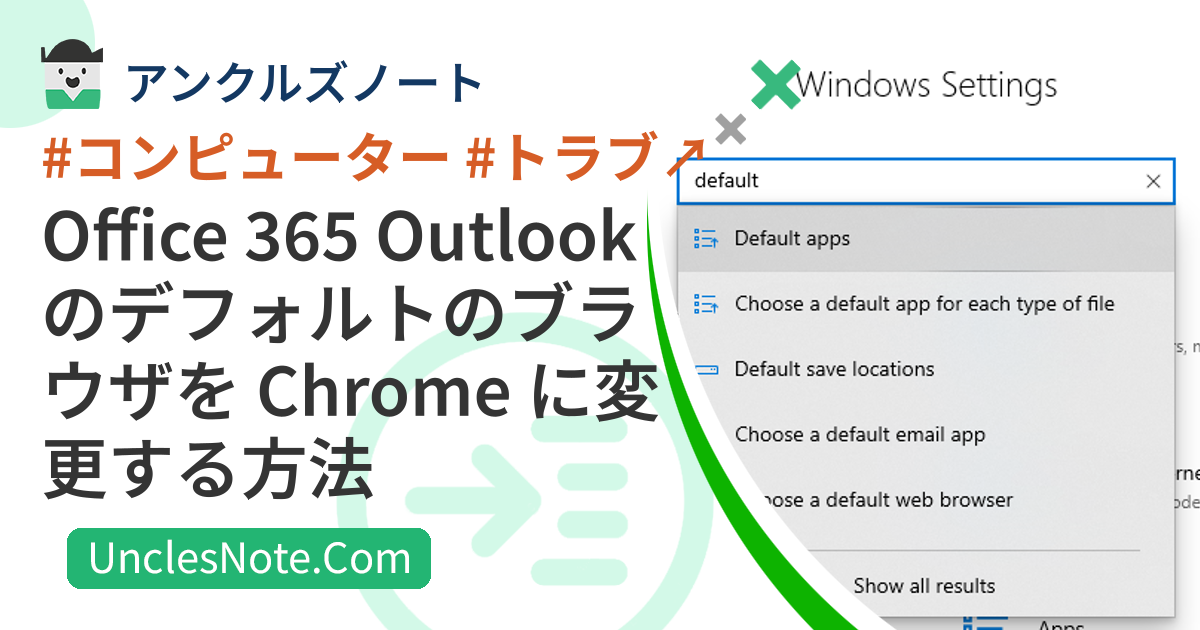 アンクルズノート
#コンピューター #トラブ
Office 365 Outlook
のデフォルトのブラ
ウザを Chrome に変
更する方法
UnclesNote.Com
Windows Settings
default
Default apps
Choose a default app for each type of file
Default save locations
Choose a default email app
oose a default web browser
Show all results
Apps